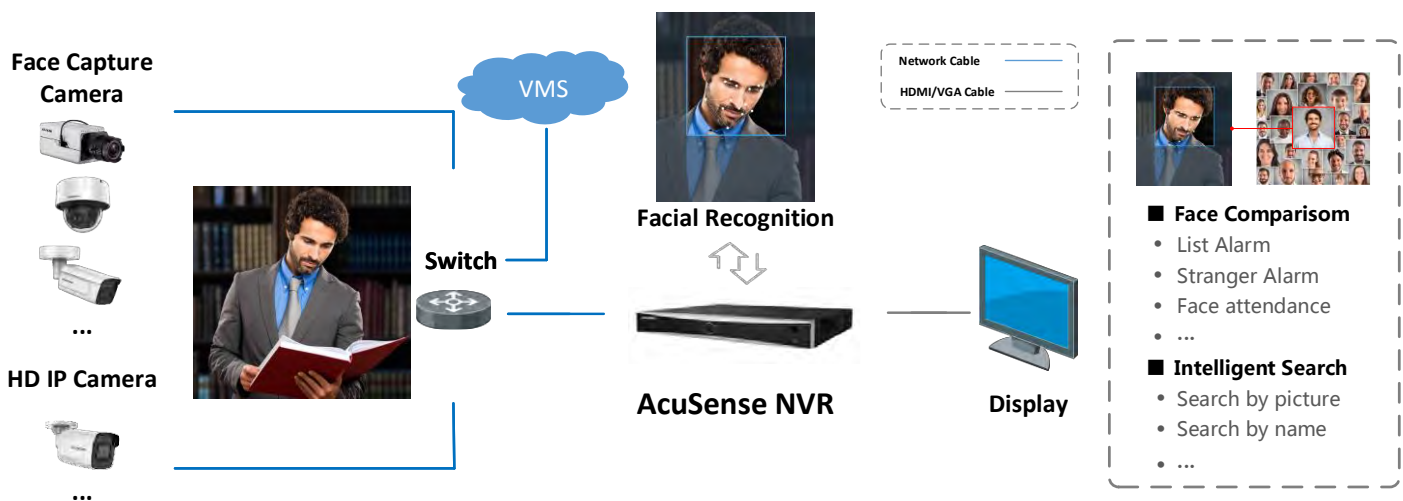 Face Capture
Camera
...
HD IP Camera
...
VMS
Switch
Facial Recognition
AcuSense NVR
Display
Network Cable
HDMI/VGA Cable
■ Face Comparisom
• List Alarm
• Stranger Alarm
• Face attendance
• ...
■ Intelligent Search
• Search by picture
• Search by name
• ...